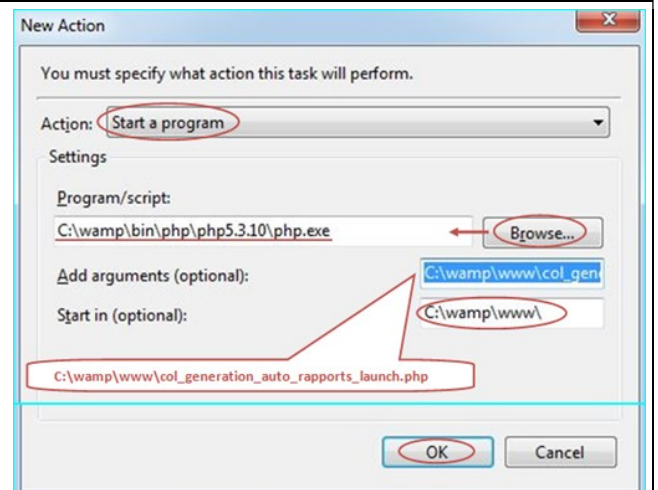 New Action
You must specify what action this task will perform.
Action: Start a program
Settings
Program/script:
C:\wamp\bin\php\php5.3.10\php.exe Browse...
Add arguments (optional): C:\wamp\www\col_gen
Start in (optional): C:\wamp\www\
C:\wamp\www\col_generation_auto_rapports_launch.php
OK Cancel